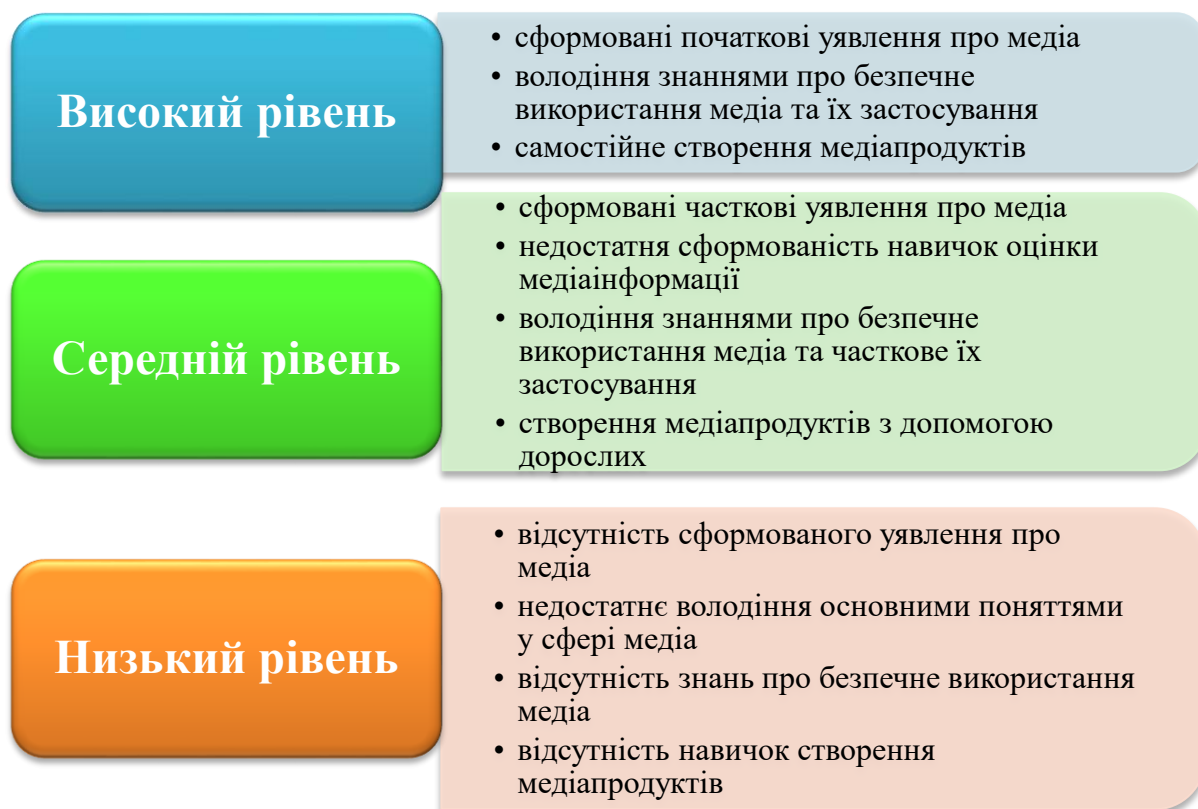 Високий рівень
• сформовані початкові уявлення про медіа
• володіння знаннями про безпечне
використання медіа та їх застосування
• самостійне створення медіапродуктів
Середній рівень
• сформовані часткові уявлення про медіа
• недостатня сформованість навичок оцінки
медіаінформації
• володіння знаннями про безпечне
використання медіа та часткове їх
застосування
• створення медіапродуктів з допомогою
дорослих
Низький рівень
• відсутність сформованого уявлення про
медіа
• недостатнє володіння основними поняттями
у сфері медіа
• відсутність знань про безпечне використання
медіа
• відсутність навичок створення
медіапродуктів